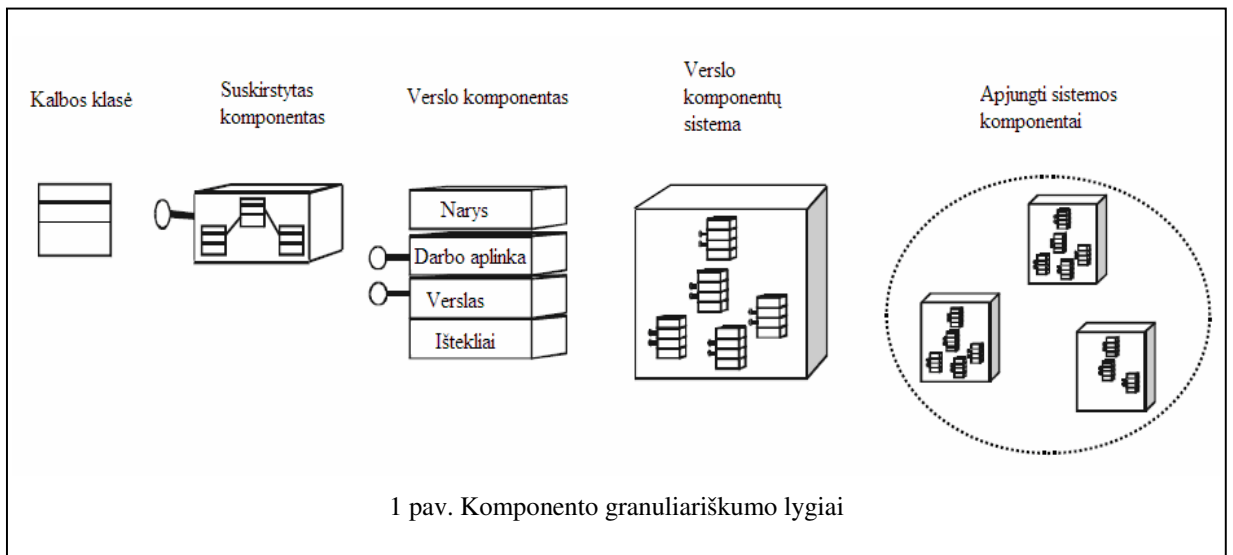 Kalbos klasė
Suskirstytas
komponentas
Verslo komponentas
Verslo
komponentų
sistema
Apjungti sistemos
komponentai
Narys
Darbo aplinka
Verslas
Ištekliai
1 pav. Komponento granuliariškumo lygiai